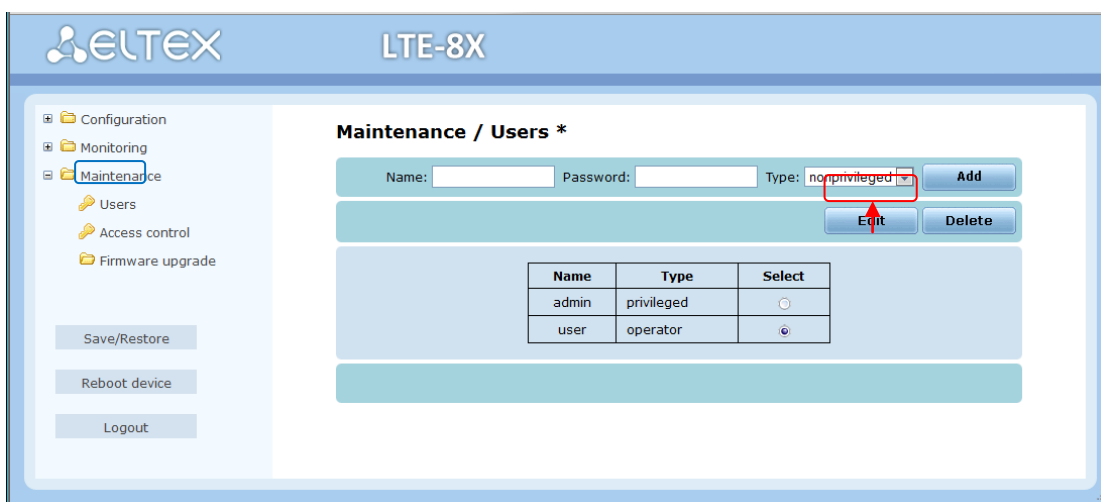 ELTEX LTE-8X
Configuration
Monitoring
Maintenance
Users
Access control
Firmware upgrade
Save/Restore
Reboot device
Logout
Maintenance / Users *
Name: Password: Type: nonprivileged Add
Edit Delete
Name Type Select
admin privileged
user operator